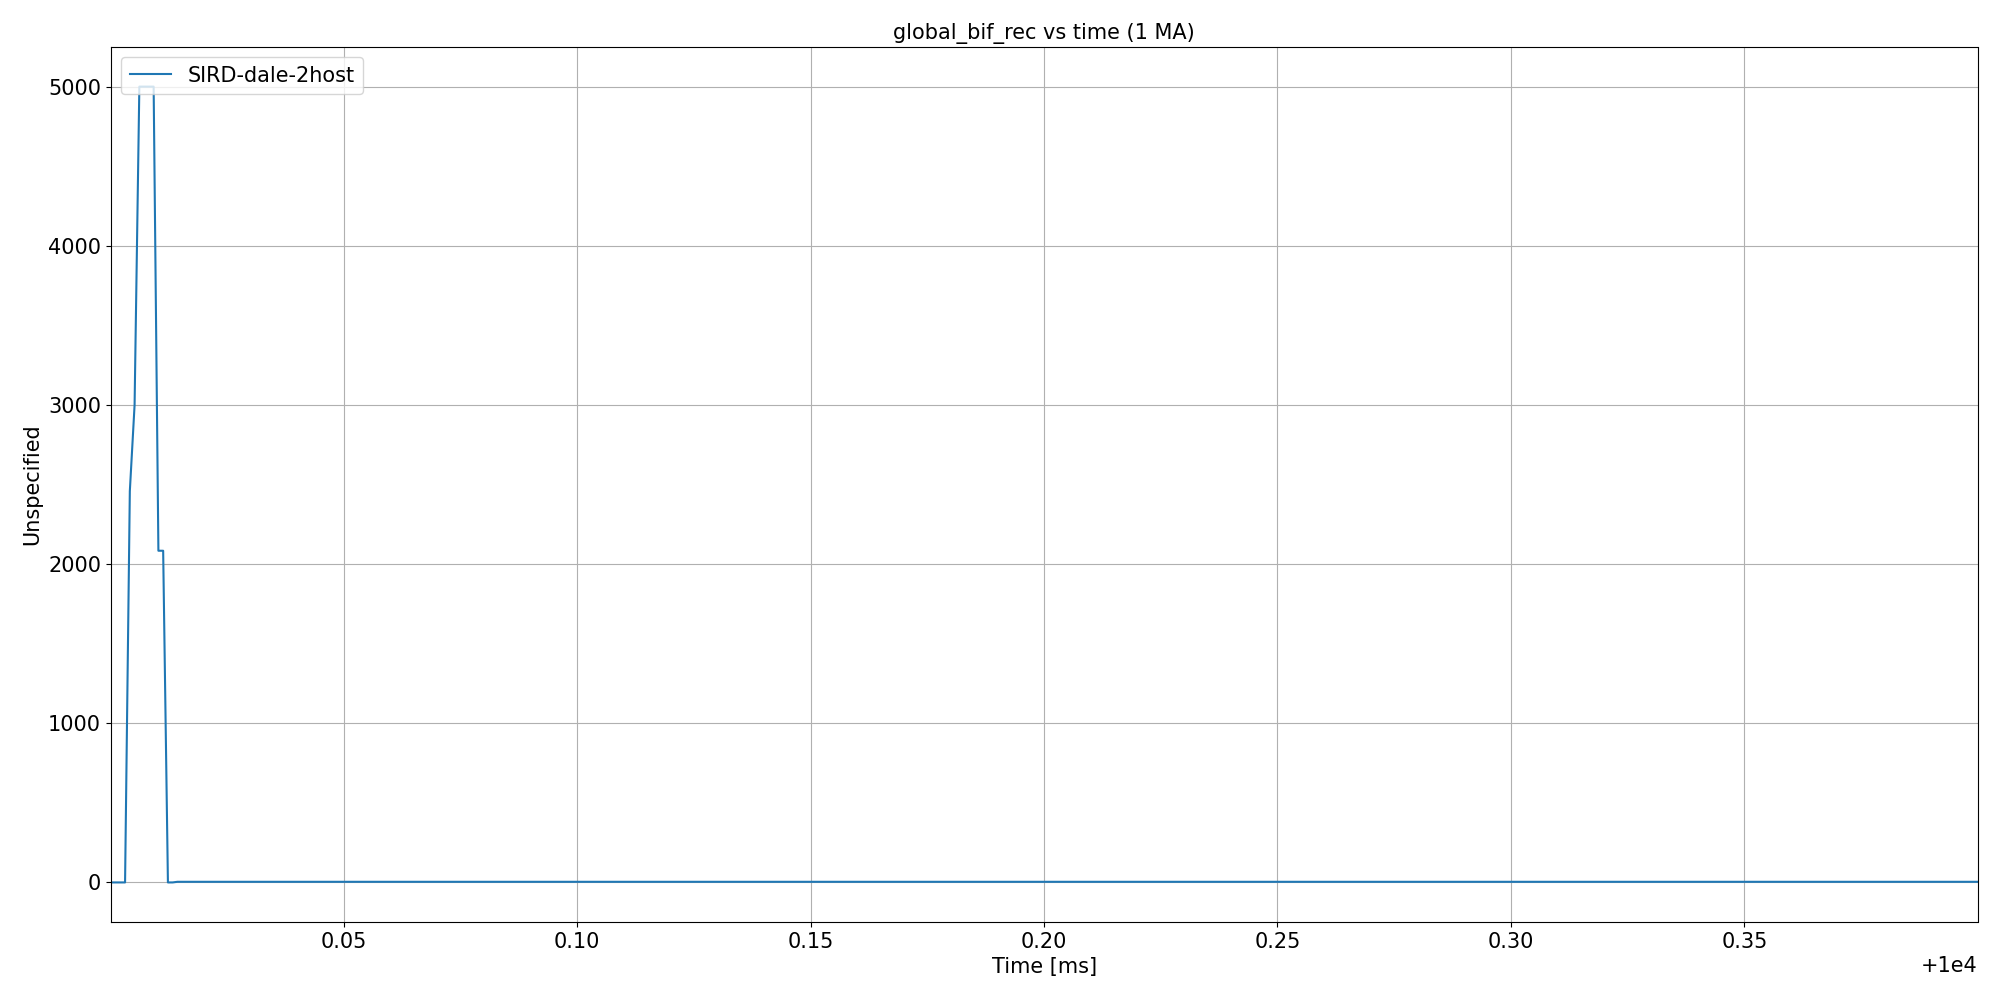 global_bif_rec vs time (1 MA)
SIRD-dale-2host
5000
4000
3000
2000
1000
0
Unspecified
0.05 0.10 0.15 0.20 0.25 0.30 0.35
Time [ms]
+1e4